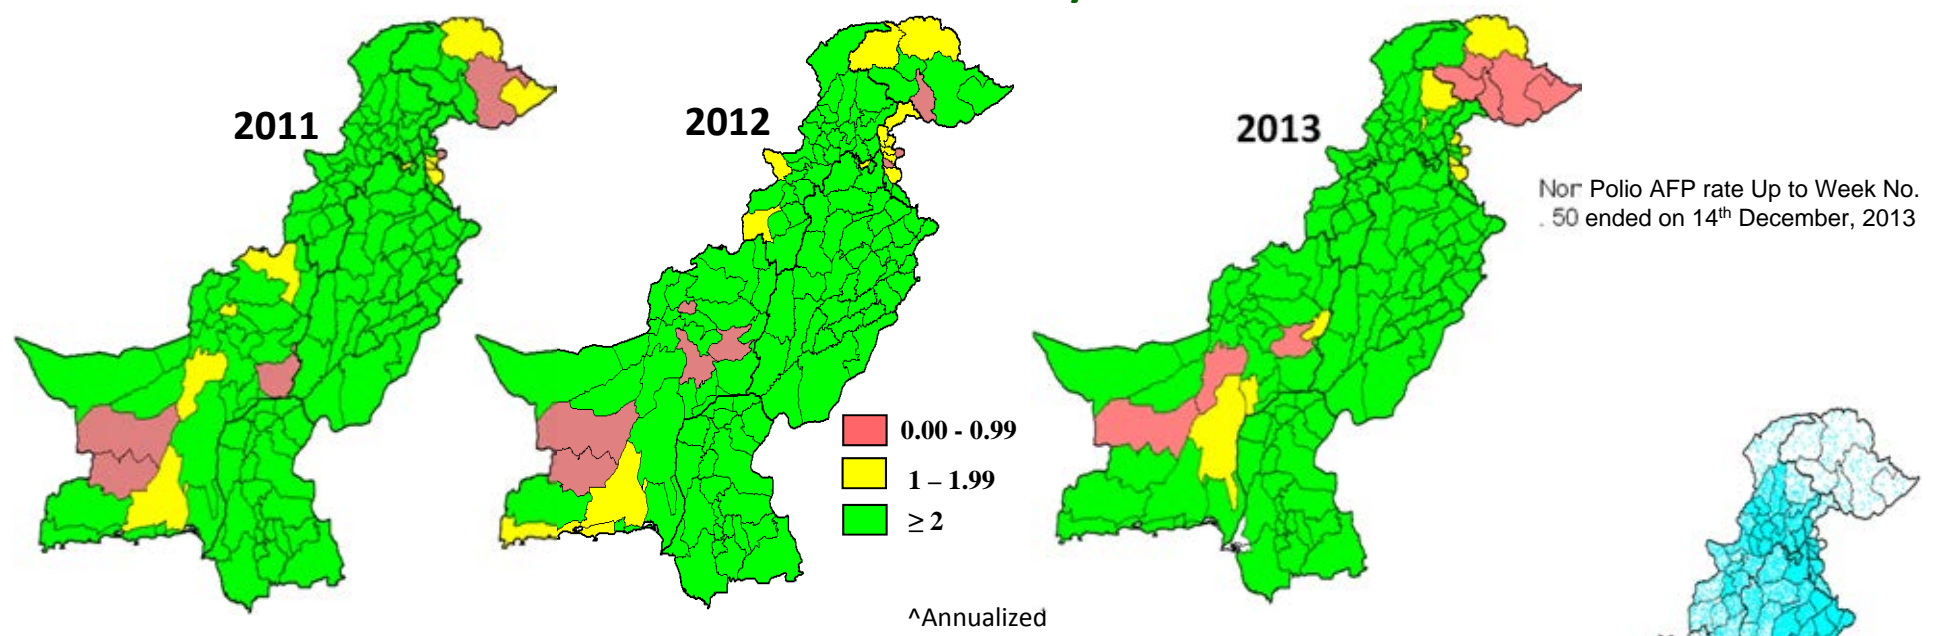 2011
2012
2013
Non Polio AFP rate Up to Week No.
. 50 ended on 14th December, 2013
0.00 - 0.99
1 – 1.99
≥ 2
^Annualized